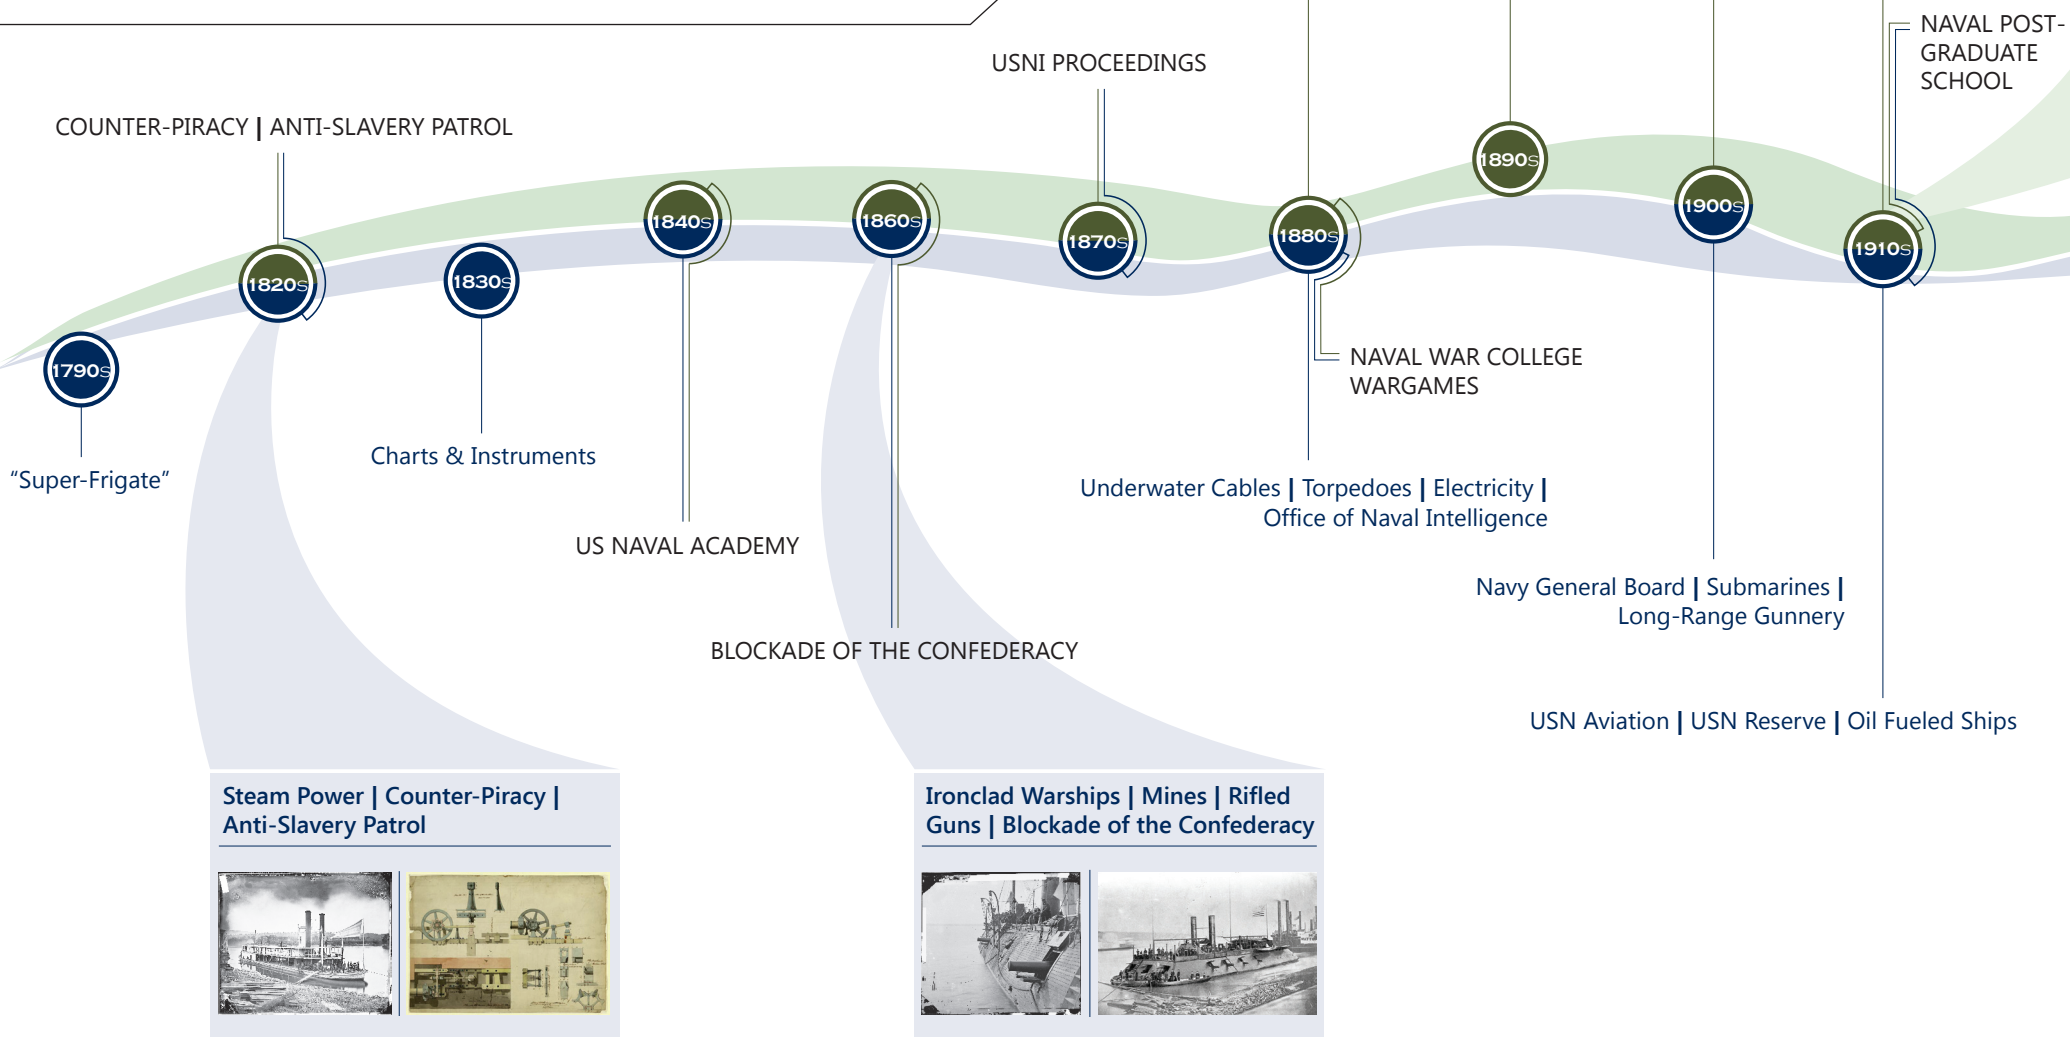 NAVAL POST-
GRADUATE
SCHOOL
USNI PROCEEDINGS
COUNTER-PIRACY | ANTI-SLAVERY PATROL
1790s
1820s
1830s
1840s
1860s
1870s
1880s
1890s
1900s
1910s
NAVAL WAR COLLEGE
WARGAMES
"Super-Frigate"
Charts & Instruments
Underwater Cables | Torpedoes | Electricity |
Office of Naval Intelligence
US NAVAL ACADEMY
Navy General Board | Submarines |
Long-Range Gunnery
BLOCKADE OF THE CONFEDERACY
USN Aviation | USN Reserve | Oil Fueled Ships
Steam Power | Counter-Piracy |
Anti-Slavery Patrol
Ironclad Warships | Mines | Rifled
Guns | Blockade of the Confederacy